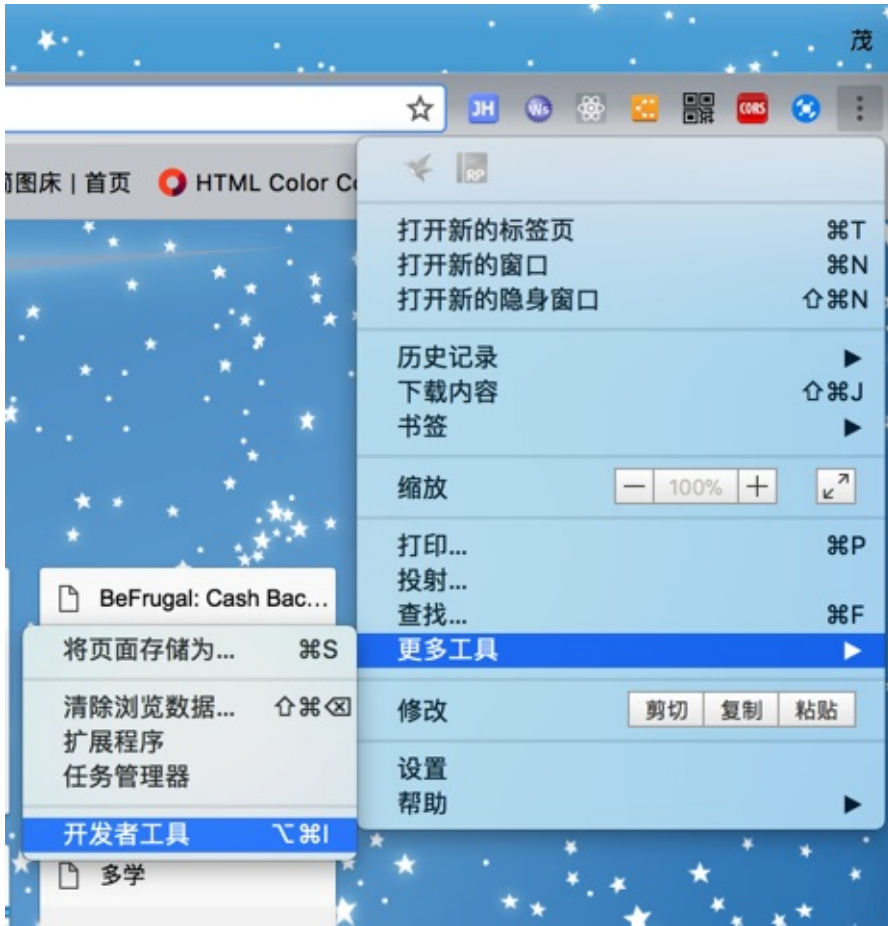 茂
JH Ws CORS
图床 | 首页 HTML Color Co
RP
打开新的标签页 ⌘T
打开新的窗口 ⌘N
打开新的隐身窗口 ⇧⌘N
历史记录 ▶
下载内容 ⇧⌘J
书签 ▶
缩放 − 100% +
打印... ⌘P
投射...
查找... ⌘F
更多工具 ▶
修改 剪切 复制 粘贴
设置
帮助 ▶
BeFrugal: Cash Bac...
将页面存储为... ⌘S
清除浏览数据... ⇧⌘⌫
扩展程序
任务管理器
开发者工具 ⌥⌘I
多学